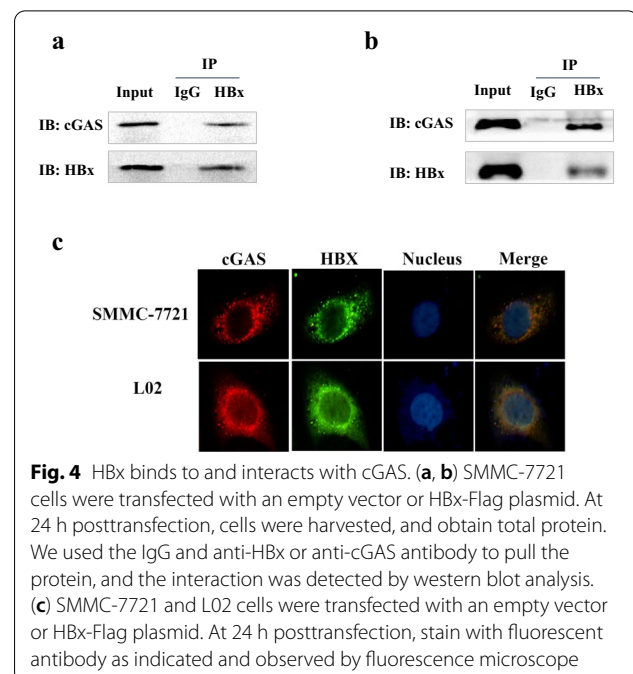 a
b
IP
Input IgG HBx
IB: cGAS
IB: HBx
IP
Input IgG HBx
IB: cGAS
IB: HBx
c
cGAS HBX Nucleus Merge
SMMC-7721
L02
Fig. 4 HBx binds to and interacts with cGAS. (a, b) SMMC-7721
cells were transfected with an empty vector or HBx-Flag plasmid. At
24 h posttransfection, cells were harvested, and obtain total protein.
We used the IgG and anti-HBx or anti-cGAS antibody to pull the
protein, and the interaction was detected by western blot analysis.
(c) SMMC-7721 and L02 cells were transfected with an empty vector
or HBx-Flag plasmid. At 24 h posttransfection, stain with fluorescent
antibody as indicated and observed by fluorescence microscope